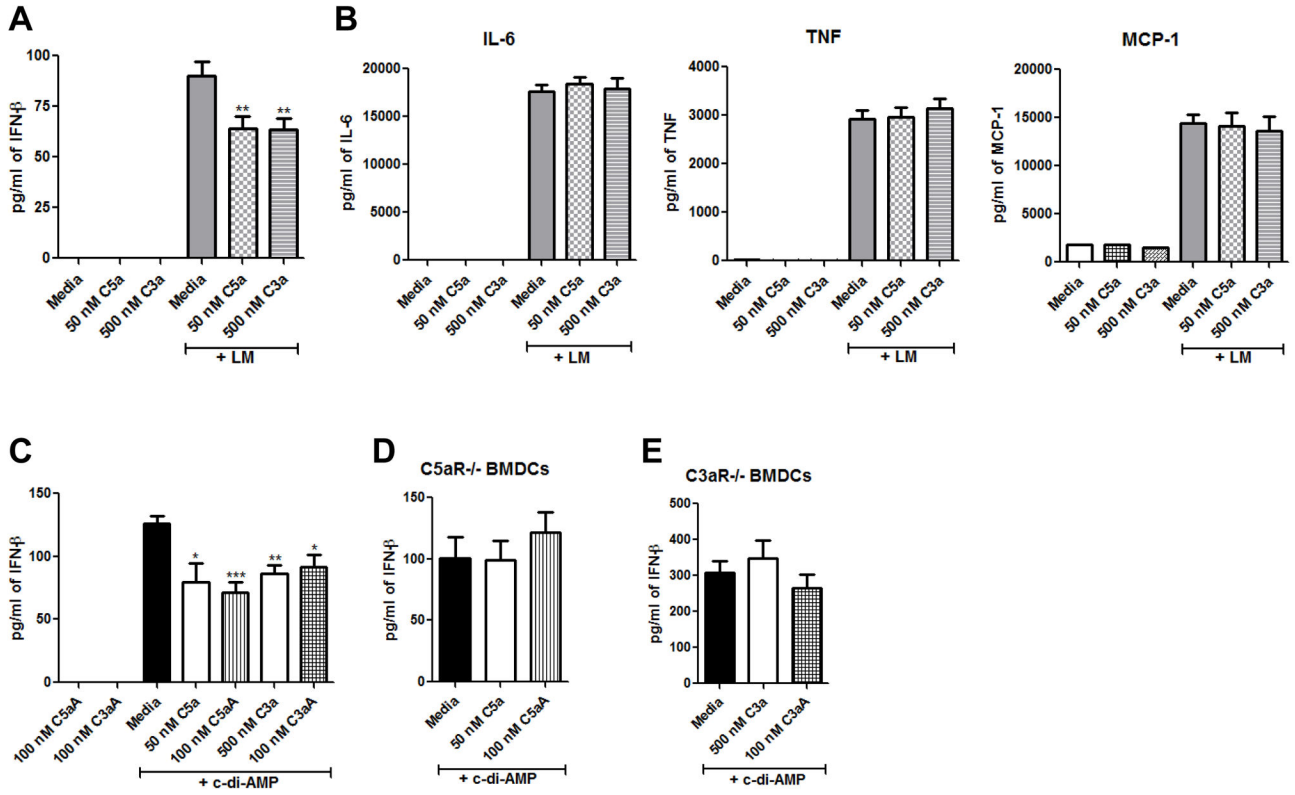 A
pg/ml of IFN-β
100
75
50
25
0
**
**
Media
50 nM C5a
500 nM C3a
Media
50 nM C5a
500 nM C3a
+ LM
B
IL-6
pg/ml of IL-6
20000
15000
10000
5000
0
Media
50 nM C5a
500 nM C3a
Media
50 nM C5a
500 nM C3a
+ LM
TNF
pg/ml of TNF
4000
3000
2000
1000
0
Media
50 nM C5a
500 nM C3a
Media
50 nM C5a
500 nM C3a
+ LM
MCP-1
pg/ml of MCP-1
20000
15000
10000
5000
0
Media
50 nM C5a
500 nM C3a
Media
50 nM C5a
500 nM C3a
+ LM
C
pg/ml of IFN-β
150
100
50
0
*
***
**
*
100 nM C5aA
100 nM C3aA
Media
50 nM C5a
100 nM C5aA
500 nM C3a
100 nM C3aA
+ c-di-AMP
D
C5aR-/- BMDCs
pg/ml of IFN-β
150
100
50
0
Media
50 nM C5a
100 nM C5aA
+ c-di-AMP
E
C3aR-/- BMDCs
pg/ml of IFN-β
500
400
300
200
100
0
Media
500 nM C3a
100 nM C3aA
+ c-di-AMP